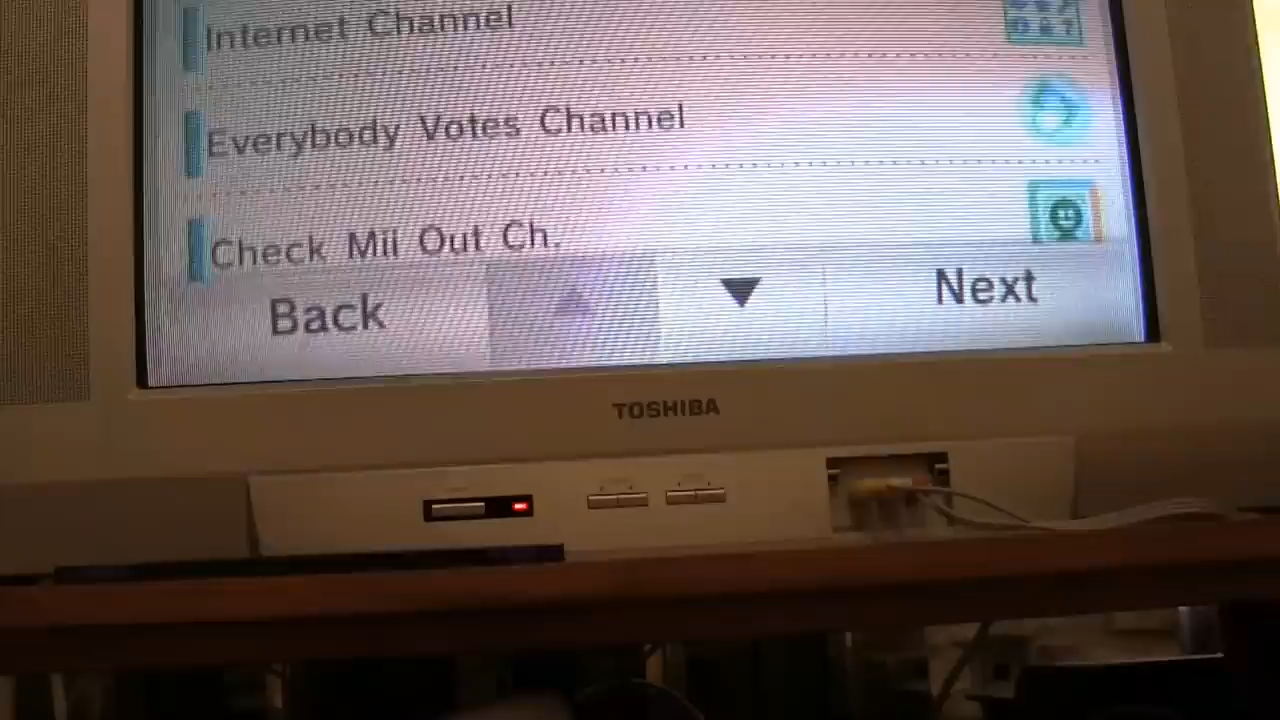 Internet Channel
Everybody Votes Channel
Check Mii Out Ch.
Back
Next
TOSHIBA